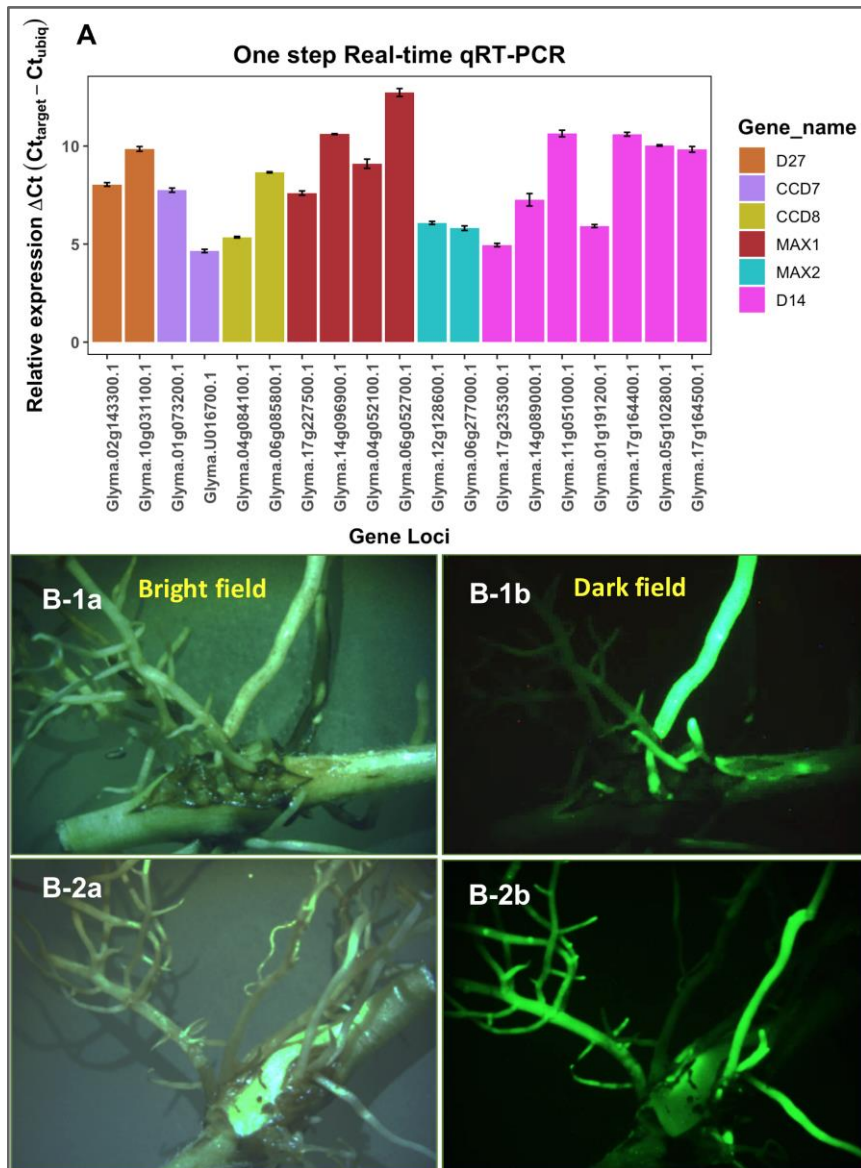 A
One step Real-time qRT-PCR
Relative expression ΔCt (Ct_target − Ct_ubiq)
10
5
0
Gene_name
D27
CCD7
CCD8
MAX1
MAX2
D14
Glyma.02g143300.1
Glyma.10g031100.1
Glyma.01g073200.1
Glyma.U016700.1
Glyma.04g084100.1
Glyma.06g085800.1
Glyma.17g227500.1
Glyma.14g096900.1
Glyma.04g052100.1
Glyma.06g052700.1
Glyma.12g128600.1
Glyma.06g277000.1
Glyma.17g235300.1
Glyma.14g089000.1
Glyma.11g051000.1
Glyma.01g191200.1
Glyma.17g164400.1
Glyma.05g102800.1
Glyma.17g164500.1
Gene Loci
B-1a
Bright field
B-1b
Dark field
B-2a
B-2b